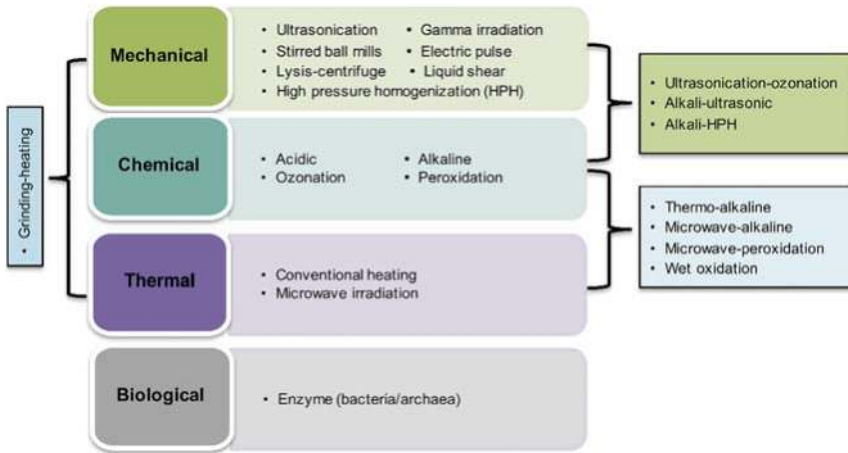 • Grinding-heating
Mechanical
• Ultrasonication • Gamma irradiation
• Stirred ball mills • Electric pulse
• Lysis-centrifuge • Liquid shear
• High pressure homogenization (HPH)
Chemical
• Acidic • Alkaline
• Ozonation • Peroxidation
Thermal
• Conventional heating
• Microwave irradiation
Biological
• Enzyme (bacteria/archaea)
• Ultrasonication-ozonation
• Alkali-ultrasonic
• Alkali-HPH
• Thermo-alkaline
• Microwave-alkaline
• Microwave-peroxidation
• Wet oxidation